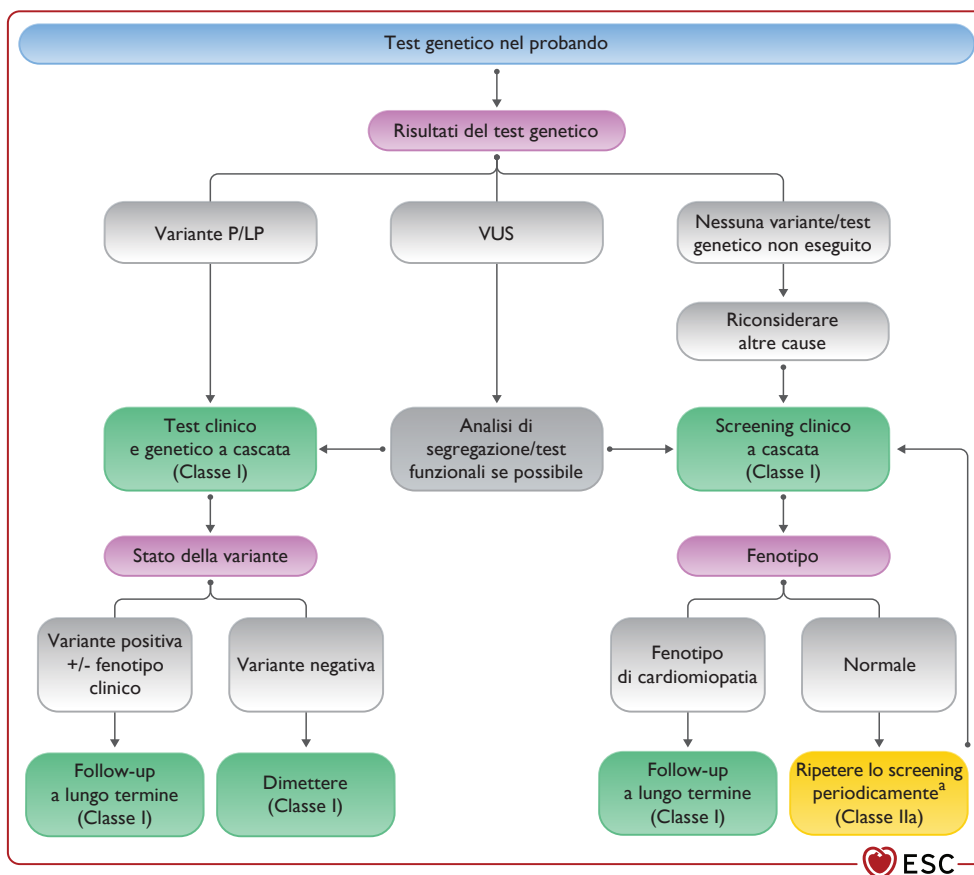 Test genetico nel probando
Risultati del test genetico
Variante P/LP
VUS
Nessuna variante/test
genetico non eseguito
Riconsiderare
altre cause
Test clinico
e genetico a cascata
(Classe I)
Analisi di
segregazione/test
funzionali se possibile
Screening clinico
a cascata
(Classe I)
Stato della variante
Fenotipo
Variante positiva
+/- fenotipo
clinico
Variante negativa
Fenotipo
di cardiomiopatia
Normale
Follow-up
a lungo termine
(Classe I)
Dimettere
(Classe I)
Follow-up
a lungo termine
(Classe I)
Ripetere lo screening
periodicamenteᵃ
(Classe IIa)
ESC